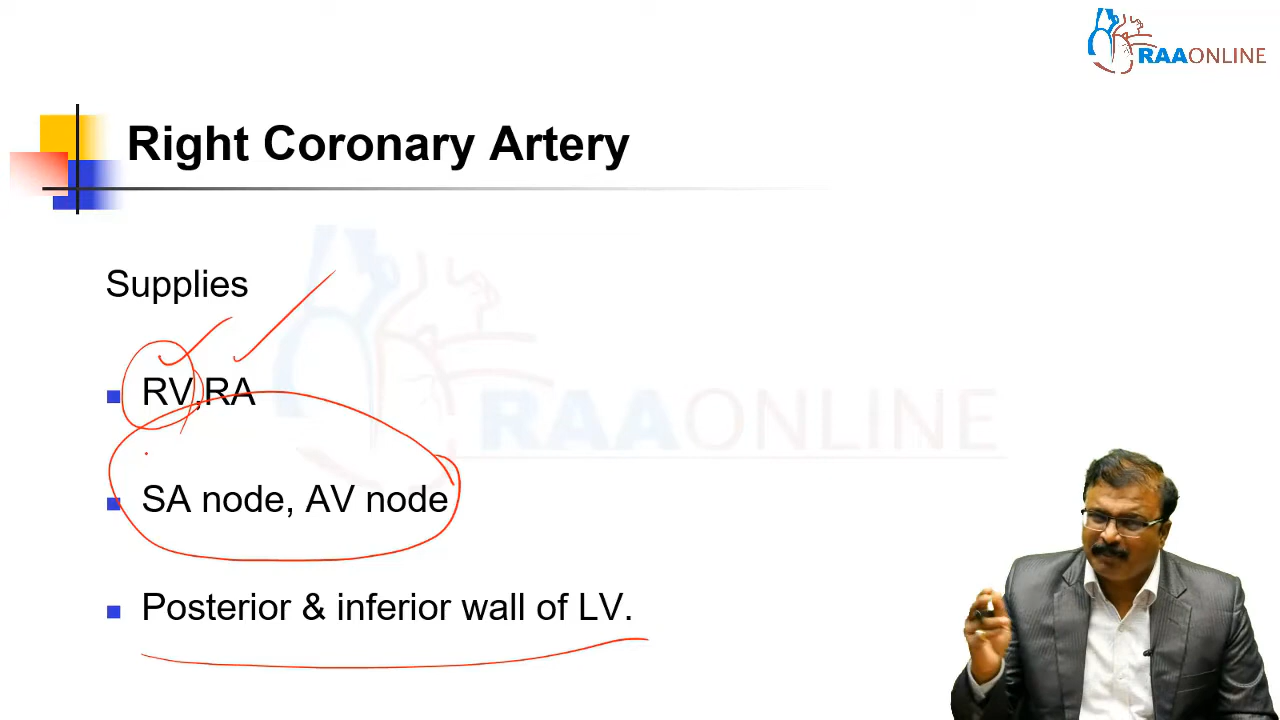 RAAONLINE
Right Coronary Artery
Supplies
RV,RA
RAAONLINE
SA node, AV node
Posterior & inferior wall of LV.